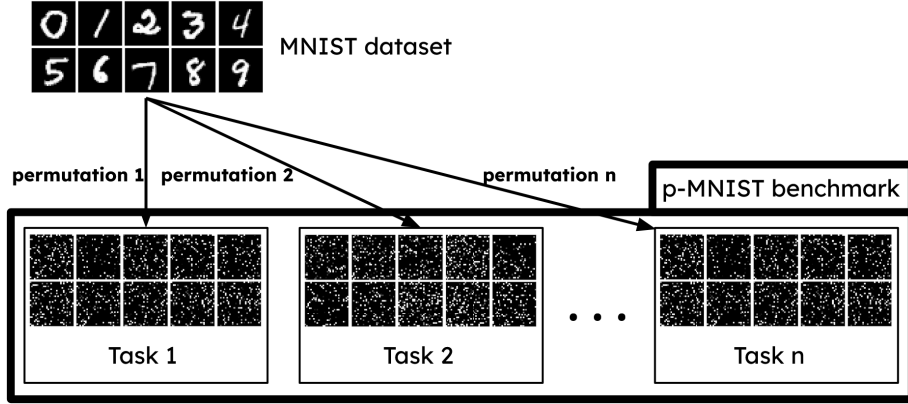 0 1 2 3 4
MNIST dataset
5 6 7 8 9
permutation 1
permutation 2
permutation n
p-MNIST benchmark
. . .
Task 1
Task 2
Task n